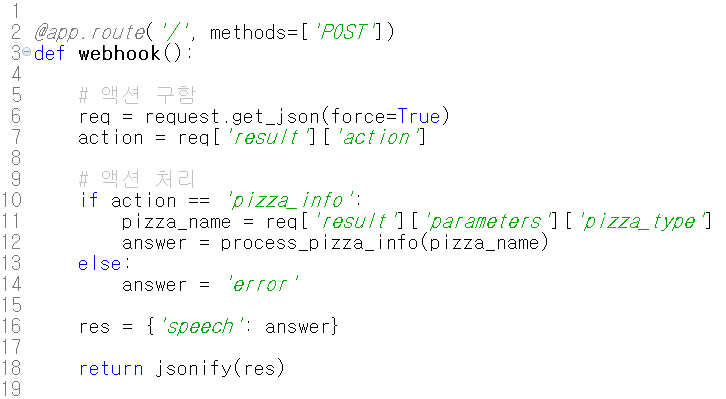 1
2 @app.route('/', methods=['POST'])
3 def webhook():
4
5 # 액션 구함
6 req = request.get_json(force=True)
7 action = req['result']['action']
8
9 # 액션 처리
10 if action == 'pizza_info':
11 pizza_name = req['result']['parameters']['pizza_type']
12 answer = process_pizza_info(pizza_name)
13 else:
14 answer = 'error'
15
16 res = {'speech': answer}
17
18 return jsonify(res)
19